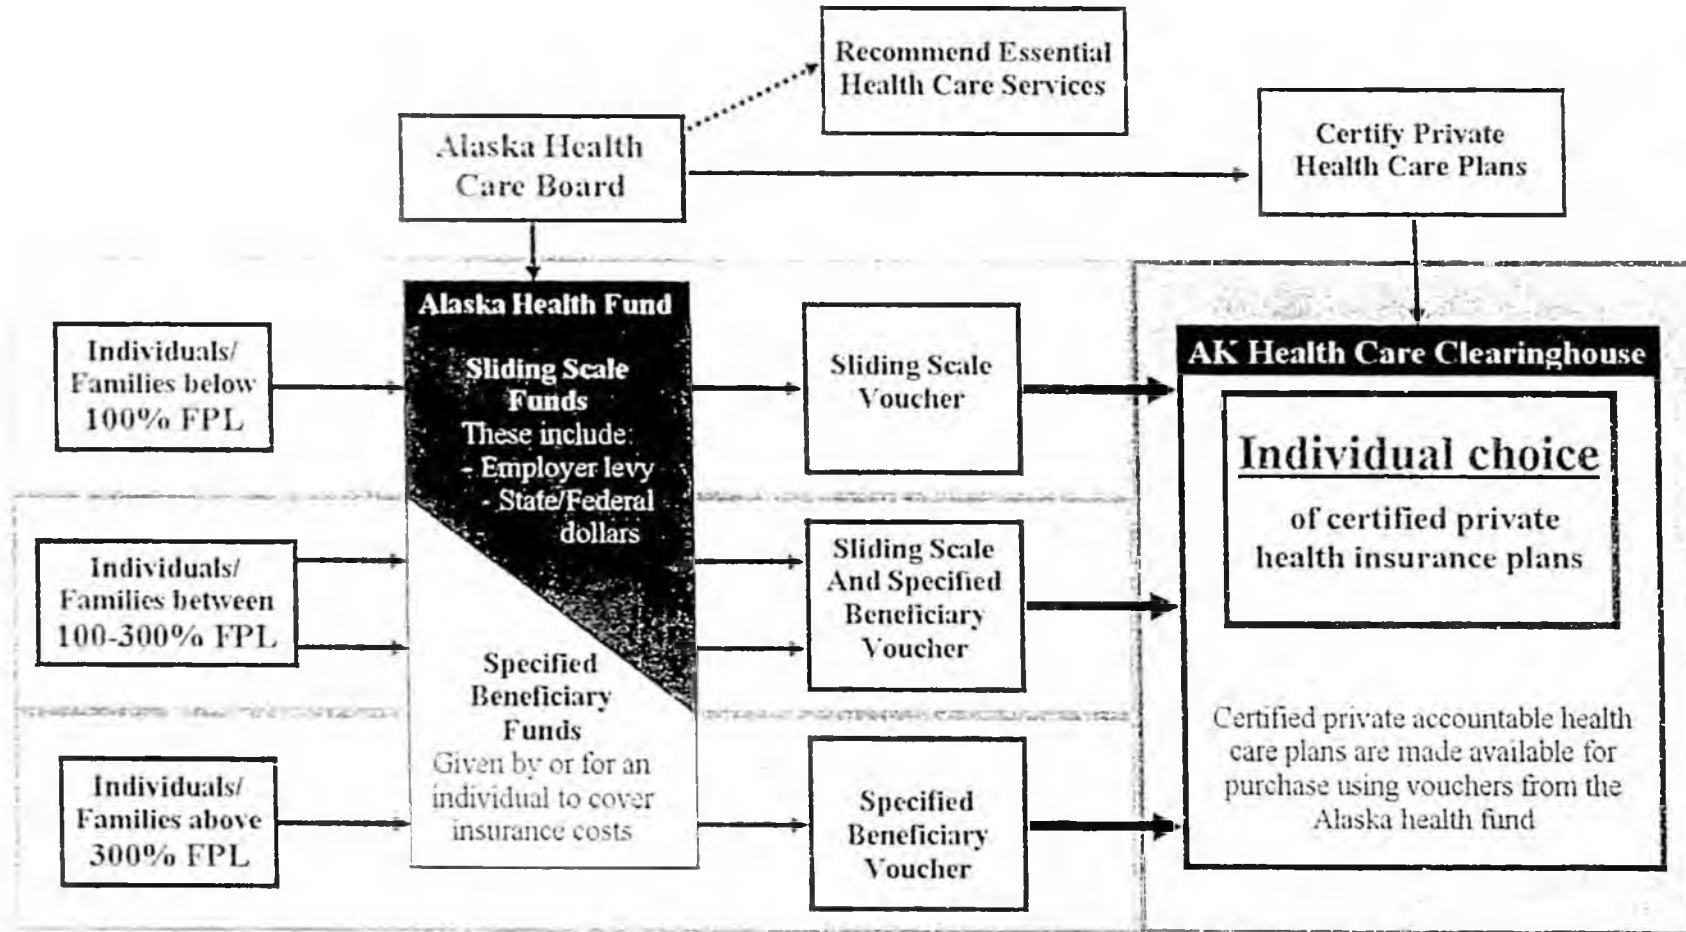 Recommend Essential
Health Care Services
Alaska Health
Care Board
Certify Private
Health Care Plans
Alaska Health Fund
Individuals/
Families below
100% FPL
Sliding Scale
Funds
These include:
- Employer levy
- State/Federal
dollars
Sliding Scale
Voucher
AK Health Care Clearinghouse
Individual choice
of certified private
health insurance plans
Individuals/
Families between
100-300% FPL
Sliding Scale
And Specified
Beneficiary
Voucher
Specified
Beneficiary
Funds
Given by or for an
individual to cover
insurance costs
Certified private accountable health
care plans are made available for
purchase using vouchers from the
Alaska health fund
Individuals/
Families above
300% FPL
Specified
Beneficiary
Voucher